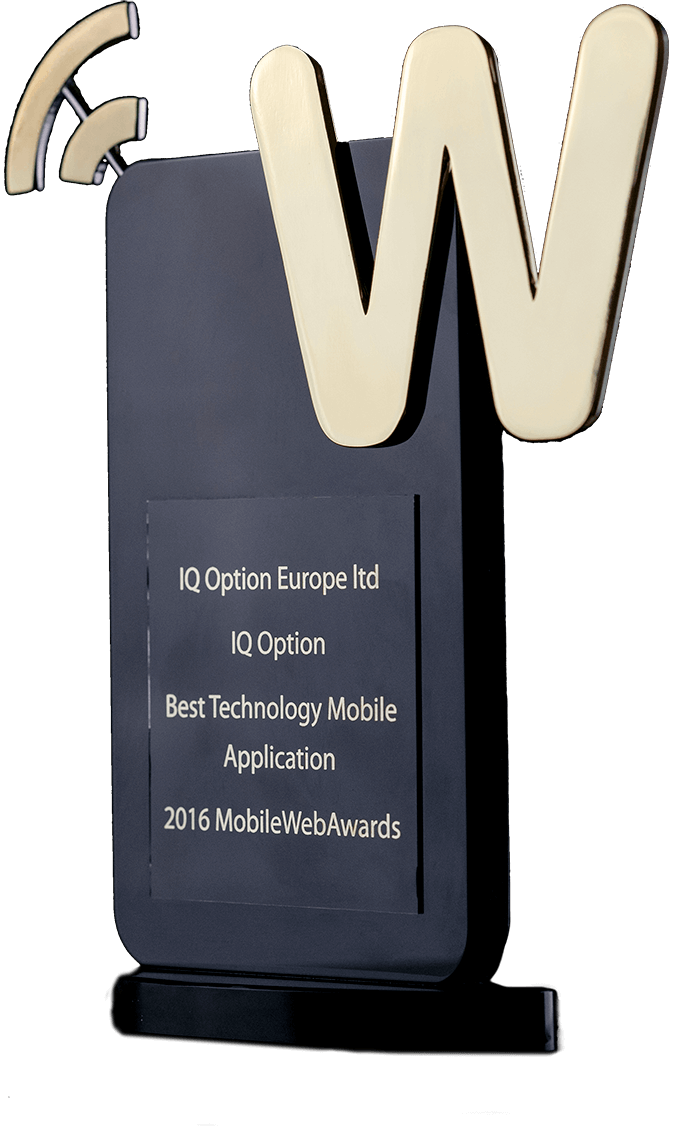 W
IQ Option Europe ltd
IQ Option
Best Technology Mobile
Application
2016 MobileWebAwards